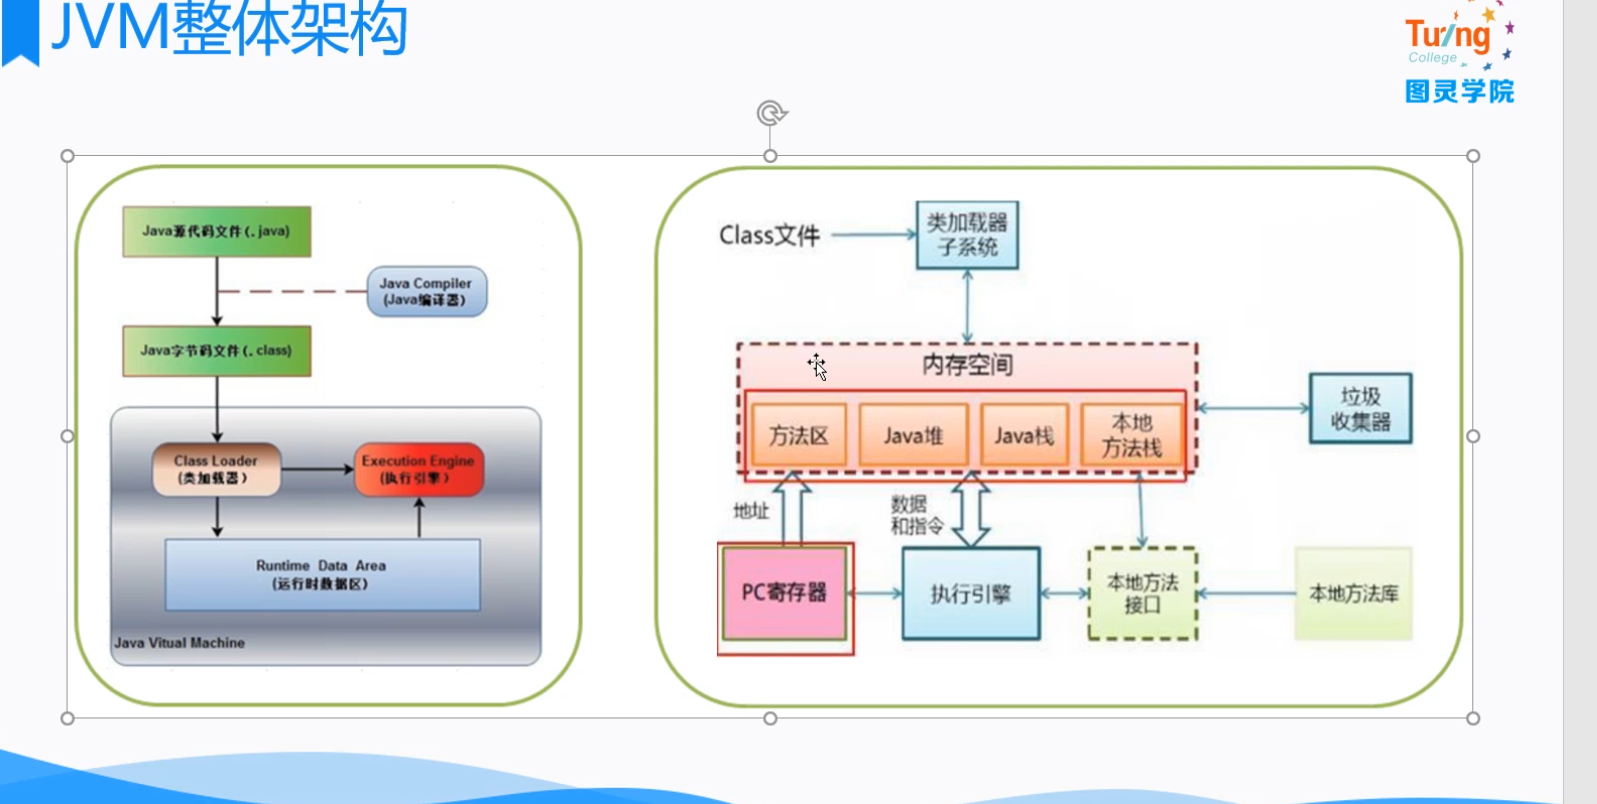 JVM整体架构
Turing
College
图灵学院
Java源代码文件(.java)
Java Compiler
(Java编译器)
Java字节码文件(.class)
Class Loader
(类加载器)
Execution Engine
(执行引擎)
Runtime Data Area
(运行时数据区)
Java Vitual Machine
Class文件
类加载器
子系统
内存空间
方法区
Java堆
Java栈
本地
方法栈
垃圾
收集器
地址
数据
和指令
PC寄存器
执行引擎
本地方法
接口
本地方法库